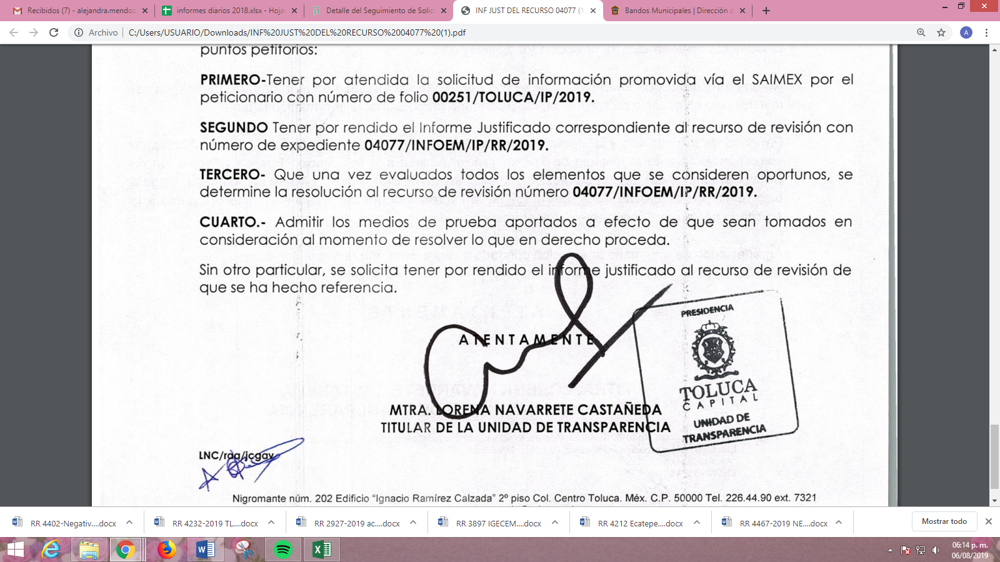 Recibidos (7) - alejandra.mendoz
informes diarios 2018.xlsx - Hoja
Detalle del Seguimiento de Solic
INF JUST DEL RECURSO 04077 (1
Bandos Municipales | Dirección d
Archivo | C:/Users/USUARIO/Downloads/INF%20JUST%20DEL%20RECURSO%2004077%20(1).pdf
A
puntos petitorios:
PRIMERO-Tener por atendida la solicitud de información promovida vía el SAIMEX por el
peticionario con número de folio 00251/TOLUCA/IP/2019.
SEGUNDO Tener por rendido el Informe Justificado correspondiente al recurso de revisión con
número de expediente 04077/INFOEM/IP/RR/2019.
TERCERO- Que una vez evaluados todos los elementos que se consideren oportunos, se
determine la resolución al recurso de revisión número 04077/INFOEM/IP/RR/2019.
CUARTO.- Admitir los medios de prueba aportados a efecto de que sean tomados en
consideración al momento de resolver lo que en derecho proceda.
Sin otro particular, se solicita tener por rendido el informe justificado al recurso de revisión de
que se ha hecho referencia.
ATENTAMENTE
MTRA. LORENA NAVARRETE CASTAÑEDA
TITULAR DE LA UNIDAD DE TRANSPARENCIA
PRESIDENCIA
TOLUCA
CAPITAL
UNIDAD DE
TRANSPARENCIA
LNC/rda/jcgav
Nigromante núm. 202 Edificio “Ignacio Ramírez Calzada” 2º piso Col. Centro Toluca. Méx. C.P. 50000 Tel. 226.44.90 ext. 7321
RR 4402-Negativ....docx
RR 4232-2019 TL....docx
RR 2927-2019 ac....docx
RR 3897 IGECEM....docx
RR 4212 Ecatepe....docx
RR 4467-2019 NE....docx
Mostrar todo
06:14 p. m.
06/08/2019